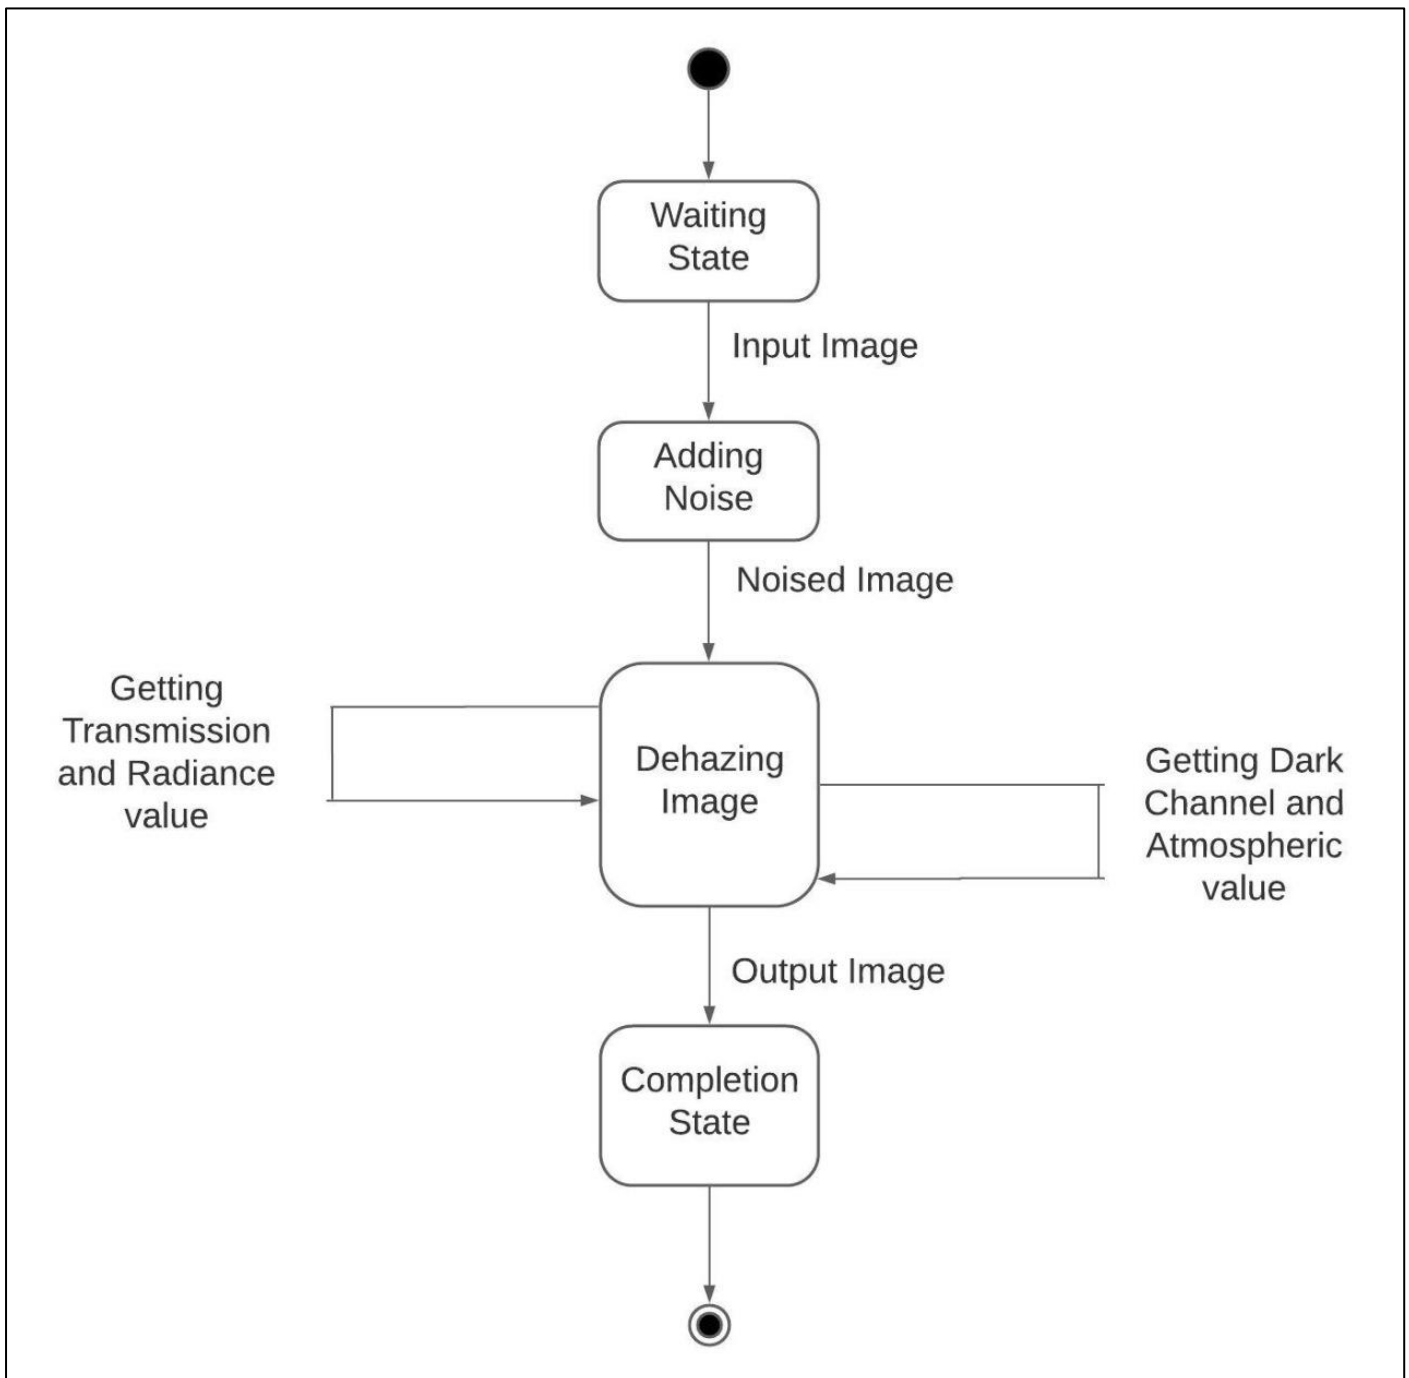 Waiting
State
Input Image
Adding
Noise
Noised Image
Getting
Transmission
and Radiance
value
Dehazing
Image
Getting Dark
Channel and
Atmospheric
value
Output Image
Completion
State